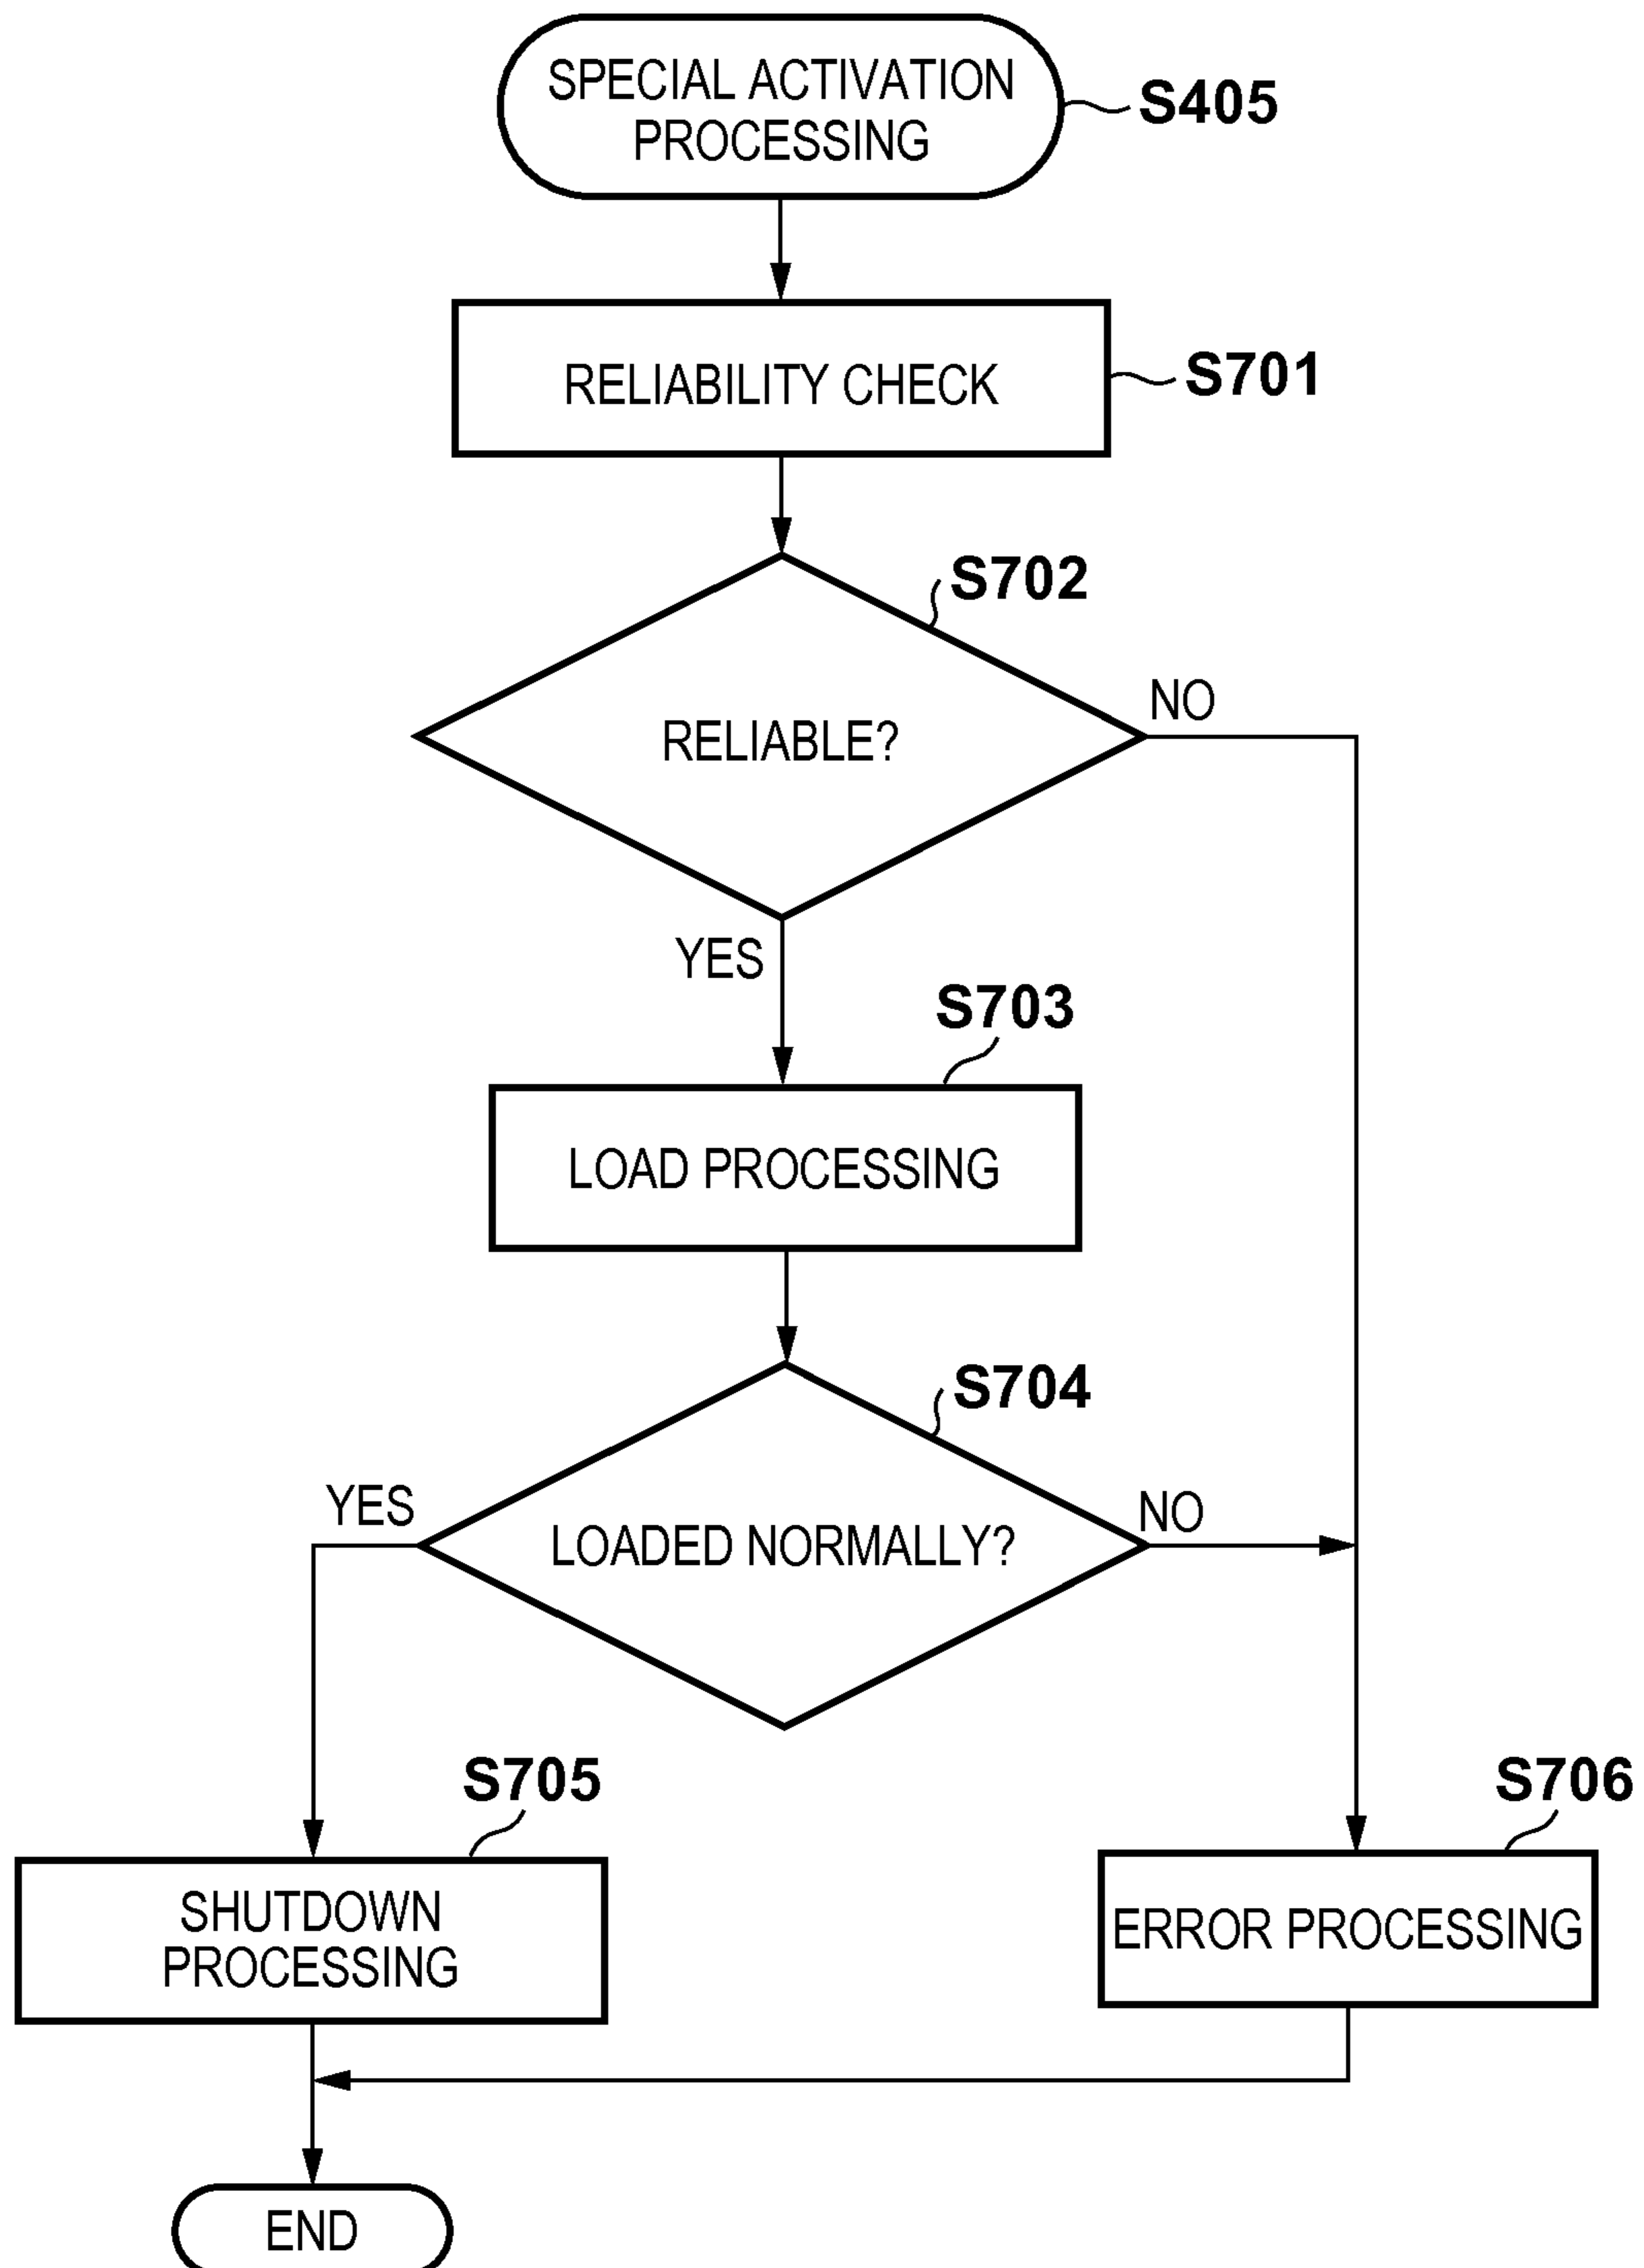 SPECIAL ACTIVATION
PROCESSING
S405
RELIABILITY CHECK
S701
S702
RELIABLE?
NO
YES
S703
LOAD PROCESSING
S704
LOADED NORMALLY?
YES
NO
S705
SHUTDOWN
PROCESSING
S706
ERROR PROCESSING
END